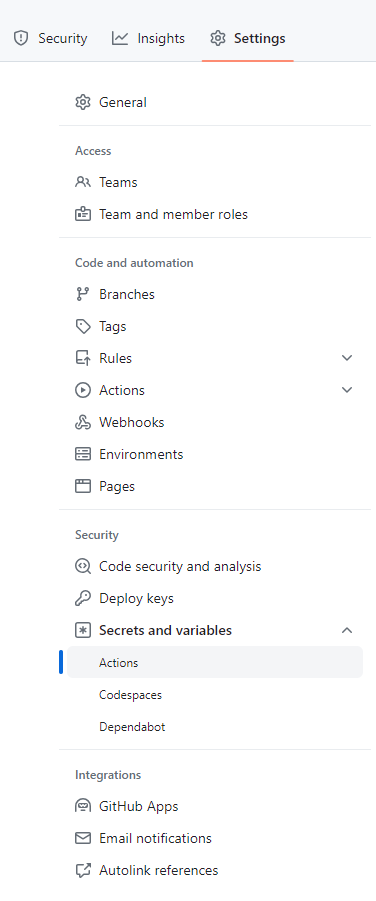 Security Insights Settings
General
Access
Teams
Team and member roles
Code and automation
Branches
Tags
Rules
Actions
Webhooks
Environments
Pages
Security
Code security and analysis
Deploy keys
Secrets and variables
Actions
Codespaces
Dependabot
Integrations
GitHub Apps
Email notifications
Autolink references